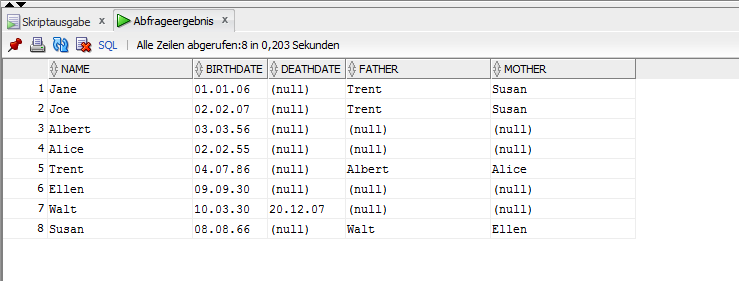 Skriptausgabe x Abfrageergebnis x
SQL | Alle Zeilen abgerufen:8 in 0,203 Sekunden
NAME BIRTHDATE DEATHDATE FATHER MOTHER
1 Jane 01.01.06 (null) Trent Susan
2 Joe 02.02.07 (null) Trent Susan
3 Albert 03.03.56 (null) (null) (null)
4 Alice 02.02.55 (null) (null) (null)
5 Trent 04.07.86 (null) Albert Alice
6 Ellen 09.09.30 (null) (null) (null)
7 Walt 10.03.30 20.12.07 (null) (null)
8 Susan 08.08.66 (null) Walt Ellen